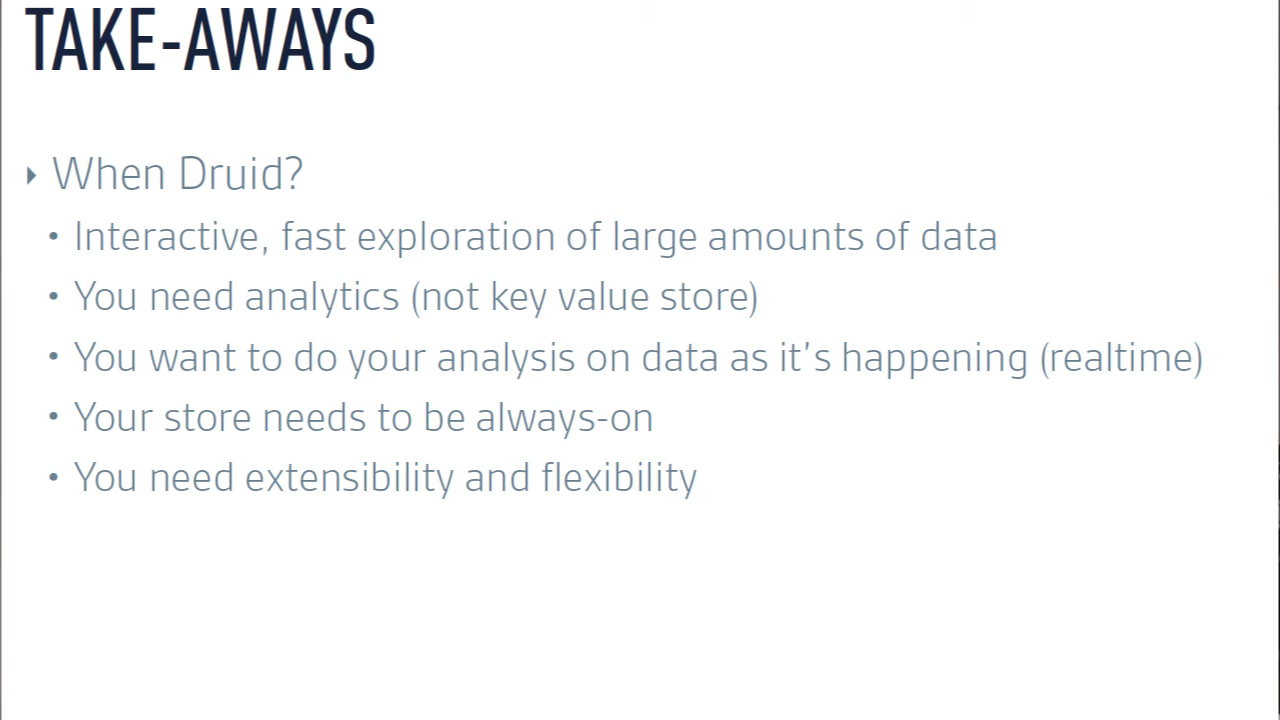 TAKE-AWAYS
When Druid?
• Interactive, fast exploration of large amounts of data
• You need analytics (not key value store)
• You want to do your analysis on data as it’s happening (realtime)
• Your store needs to be always-on
• You need extensibility and flexibility